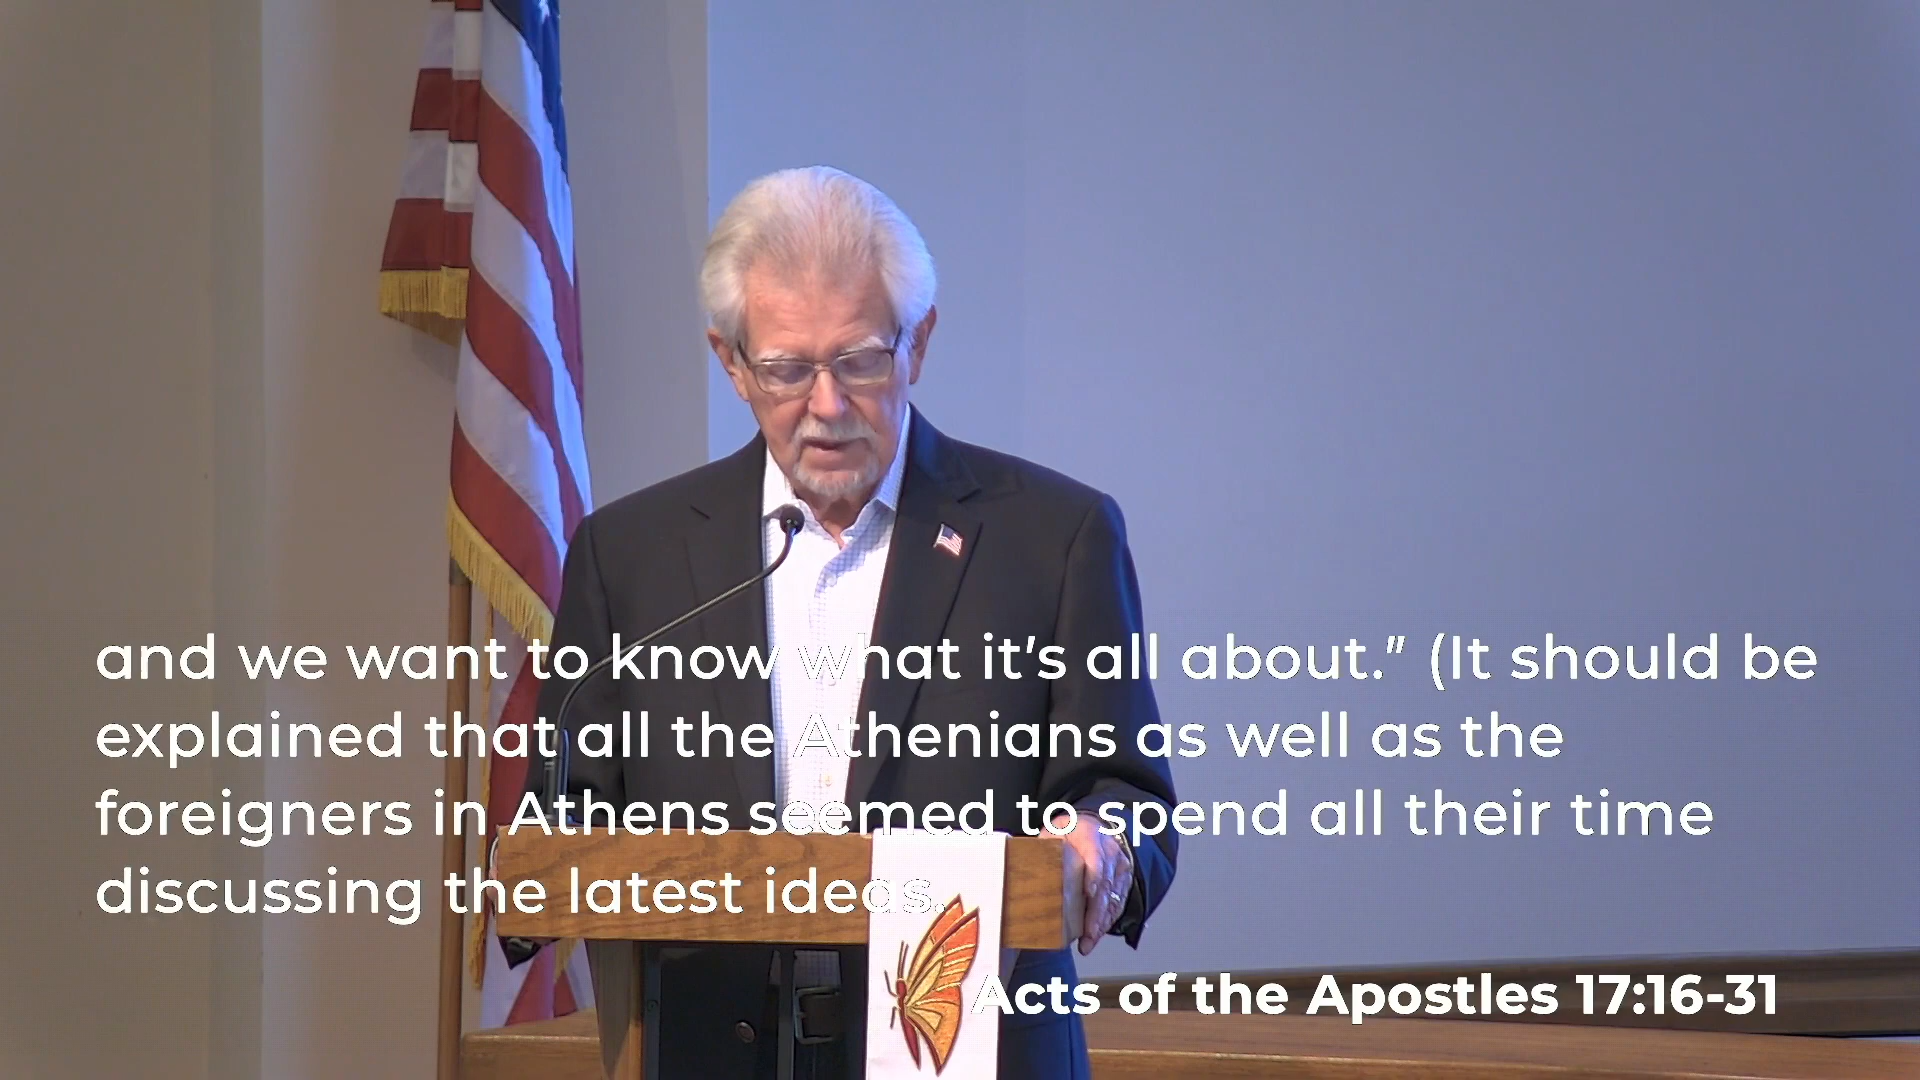 and we want to know what it's all about.” (It should be
explained that all the Athenians as well as the
foreigners in Athens seemed to spend all their time
discussing the latest ideas.
Acts of the Apostles 17:16-31